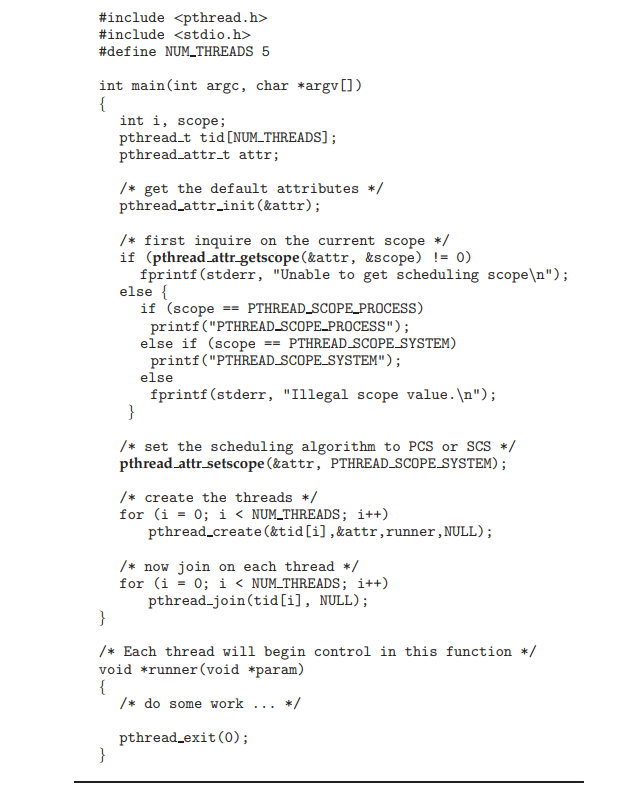 #include <pthread.h>
#include <stdio.h>
#define NUM_THREADS 5
int main(int argc, char *argv[])
{
int i, scope;
pthread_t tid[NUM_THREADS];
pthread_attr_t attr;
/* get the default attributes */
pthread_attr_init(&attr);
/* first inquire on the current scope */
if (pthread_attr_getscope(&attr, &scope) != 0)
fprintf(stderr, "Unable to get scheduling scope\n");
else {
if (scope == PTHREAD_SCOPE_PROCESS)
printf("PTHREAD_SCOPE_PROCESS");
else if (scope == PTHREAD_SCOPE_SYSTEM)
printf("PTHREAD_SCOPE_SYSTEM");
else
fprintf(stderr, "Illegal scope value.\n");
}
/* set the scheduling algorithm to PCS or SCS */
pthread_attr_setscope(&attr, PTHREAD_SCOPE_SYSTEM);
/* create the threads */
for (i = 0; i < NUM_THREADS; i++)
pthread_create(&tid[i],&attr,runner,NULL);
/* now join on each thread */
for (i = 0; i < NUM_THREADS; i++)
pthread_join(tid[i], NULL);
}
/* Each thread will begin control in this function */
void *runner(void *param)
{
/* do some work ... */
pthread_exit(0);
}